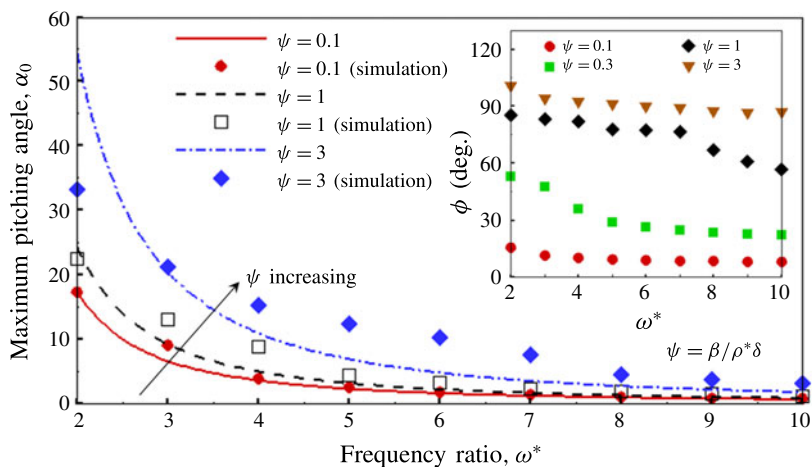 60
50
40
30
20
10
0
Maximum pitching angle, α₀
ψ = 0.1
ψ = 0.1 (simulation)
ψ = 1
ψ = 1 (simulation)
ψ = 3
ψ = 3 (simulation)
ψ increasing
120
90
60
30
0
ϕ (deg.)
ψ = 0.1
ψ = 1
ψ = 0.3
ψ = 3
2 4 6 8 10
ω*
ψ = β/ρ*δ
2 3 4 5 6 7 8 9 10
Frequency ratio, ω*